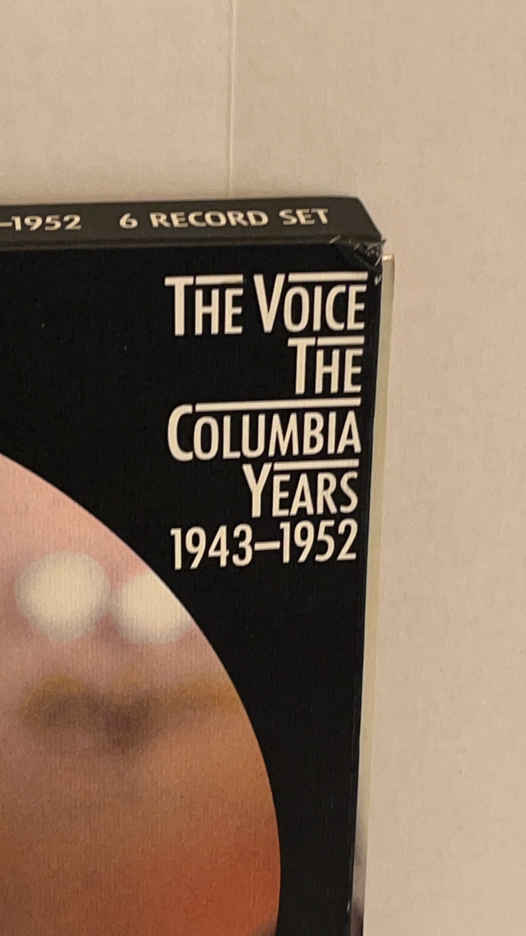 –1952 6 RECORD SET
THE VOICE
THE
COLUMBIA
YEARS
1943–1952